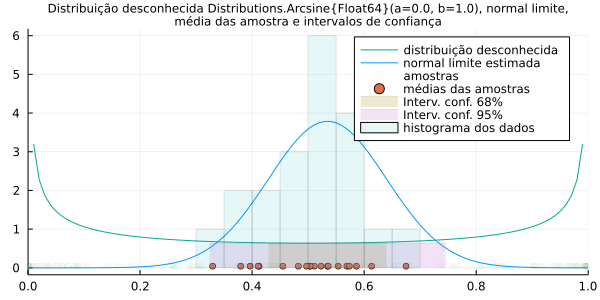 Distribuição desconhecida Distributions.Arcsine{Float64}(a=0.0, b=1.0), normal limite,
média das amostra e intervalos de confiança
6
5
4
3
2
1
0
distribuição desconhecida
normal limite estimada
amostras
médias das amostras
Interv. conf. 68%
Interv. conf. 95%
histograma dos dados
0.0
0.2
0.4
0.6
0.8
1.0